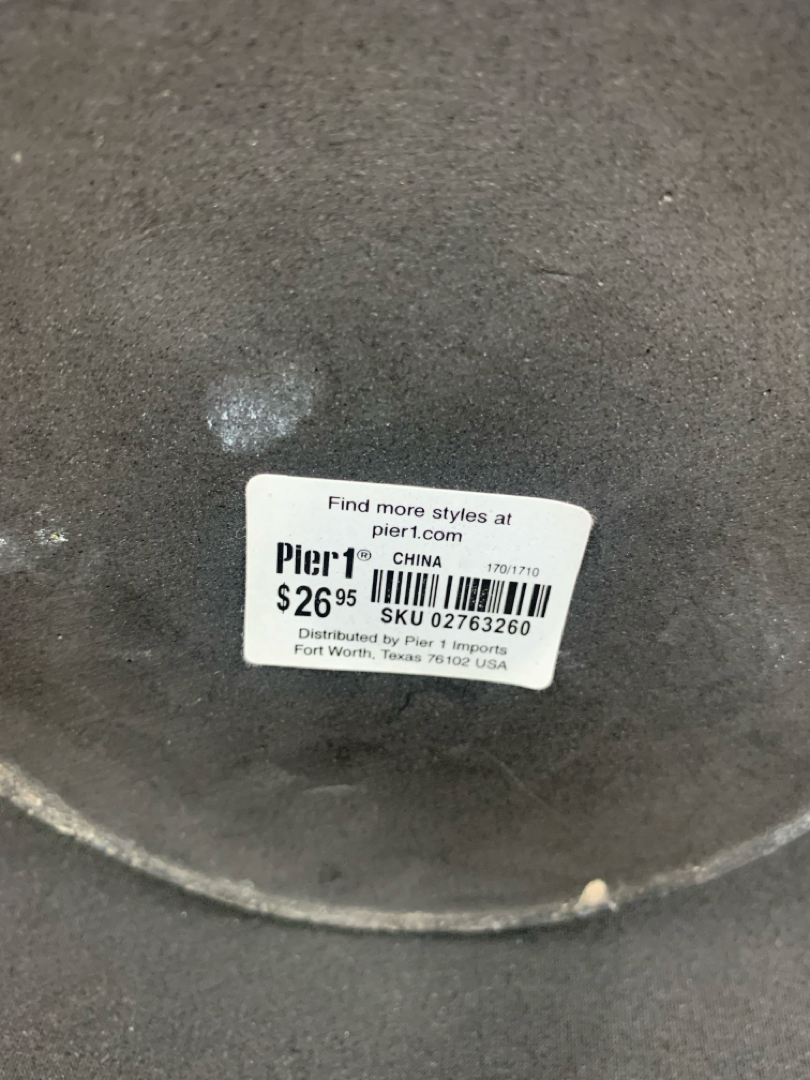 Find more styles at
pier1.com
Pier1® CHINA 170/1710
$26.95
SKU 02763260
Distributed by Pier 1 Imports
Fort Worth, Texas 76102 USA